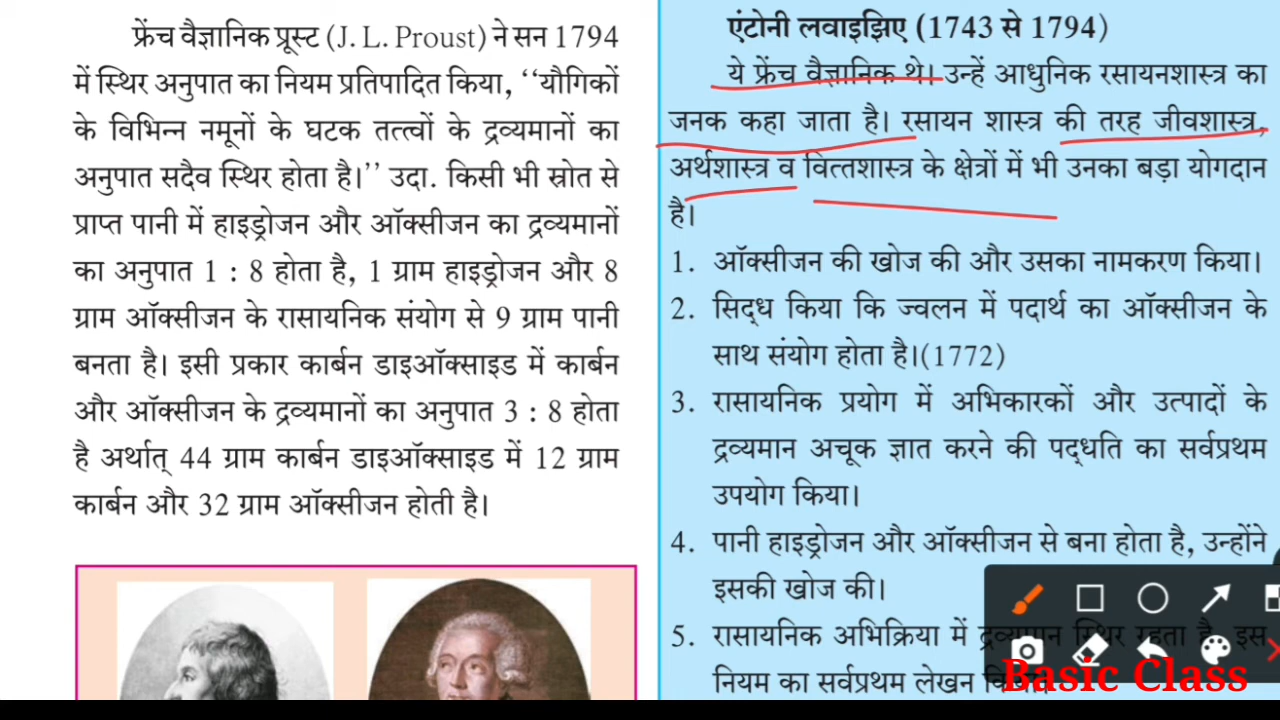 फ्रेंच वैज्ञानिक प्रूस्ट (J. L. Proust) ने सन 1794
में स्थिर अनुपात का नियम प्रतिपादित किया, ‘‘यौगिकों
के विभिन्न नमूनों के घटक तत्त्वों के द्रव्यमानों का
अनुपात सदैव स्थिर होता है।’’ उदा. किसी भी स्रोत से
प्राप्त पानी में हाइड्रोजन और ऑक्सीजन का द्रव्यमानों
का अनुपात 1 : 8 होता है, 1 ग्राम हाइड्रोजन और 8
ग्राम ऑक्सीजन के रासायनिक संयोग से 9 ग्राम पानी
बनता है। इसी प्रकार कार्बन डाइऑक्साइड में कार्बन
और ऑक्सीजन के द्रव्यमानों का अनुपात 3 : 8 होता
है अर्थात् 44 ग्राम कार्बन डाइऑक्साइड में 12 ग्राम
कार्बन और 32 ग्राम ऑक्सीजन होती है।
एंटोनी लवाइझिए (1743 से 1794)
ये फ्रेंच वैज्ञानिक थे। उन्हें आधुनिक रसायनशास्त्र का
जनक कहा जाता है। रसायन शास्त्र की तरह जीवशास्त्र,
अर्थशास्त्र व वित्तशास्त्र के क्षेत्रों में भी उनका बड़ा योगदान
है।
1. ऑक्सीजन की खोज की और उसका नामकरण किया।
2. सिद्ध किया कि ज्वलन में पदार्थ का ऑक्सीजन के
साथ संयोग होता है।(1772)
3. रासायनिक प्रयोग में अभिकारकों और उत्पादों के
द्रव्यमान अचूक ज्ञात करने की पद्धति का सर्वप्रथम
उपयोग किया।
4. पानी हाइड्रोजन और ऑक्सीजन से बना होता है, उन्होंने
इसकी खोज की।
5. रासायनिक अभिक्रिया में द्रव्यमान स्थिर रहता है, इस
नियम का सर्वप्रथम लेखन किया।
Basic Class